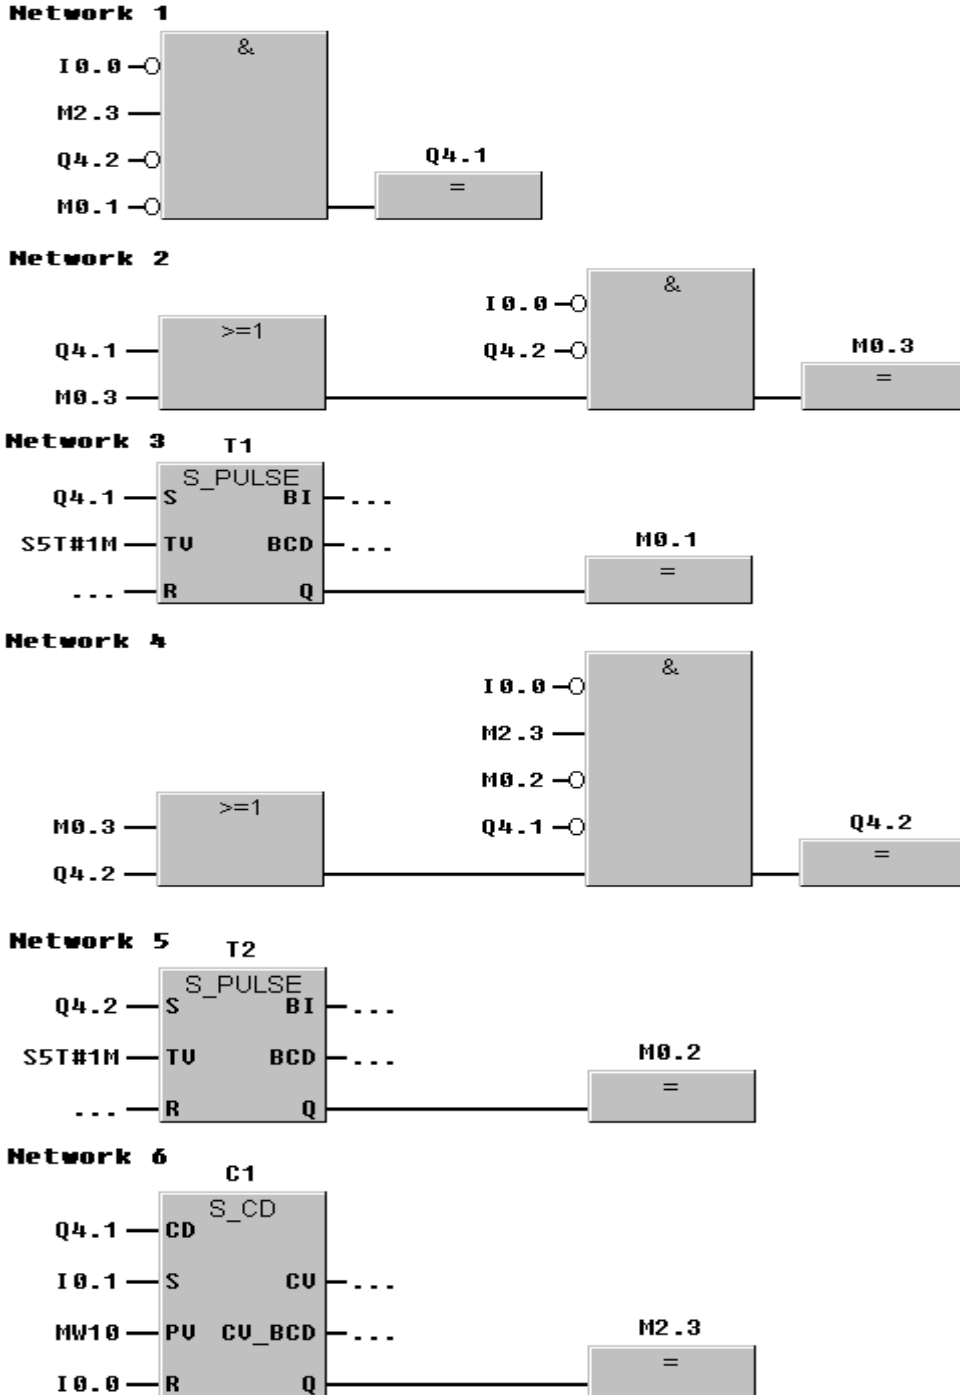 Network 1
&
I0.0
M2.3
Q4.2
M0.1
Q4.1
=
Network 2
&
I0.0
>=1
Q4.1
Q4.2
M0.3
=
M0.3
Network 3
T1
S_PULSE
Q4.1 S BI ...
S5T#1M TV BCD ...
M0.1
=
... R Q
Network 4
&
I0.0
M2.3
M0.2
>=1
M0.3
Q4.1
Q4.2
=
Q4.2
Network 5
T2
S_PULSE
Q4.2 S BI ...
S5T#1M TV BCD ...
M0.2
=
... R Q
Network 6
C1
S_CD
Q4.1 CD
I0.1 S CV ...
MW10 PV CV_BCD ...
M2.3
=
I0.0 R Q